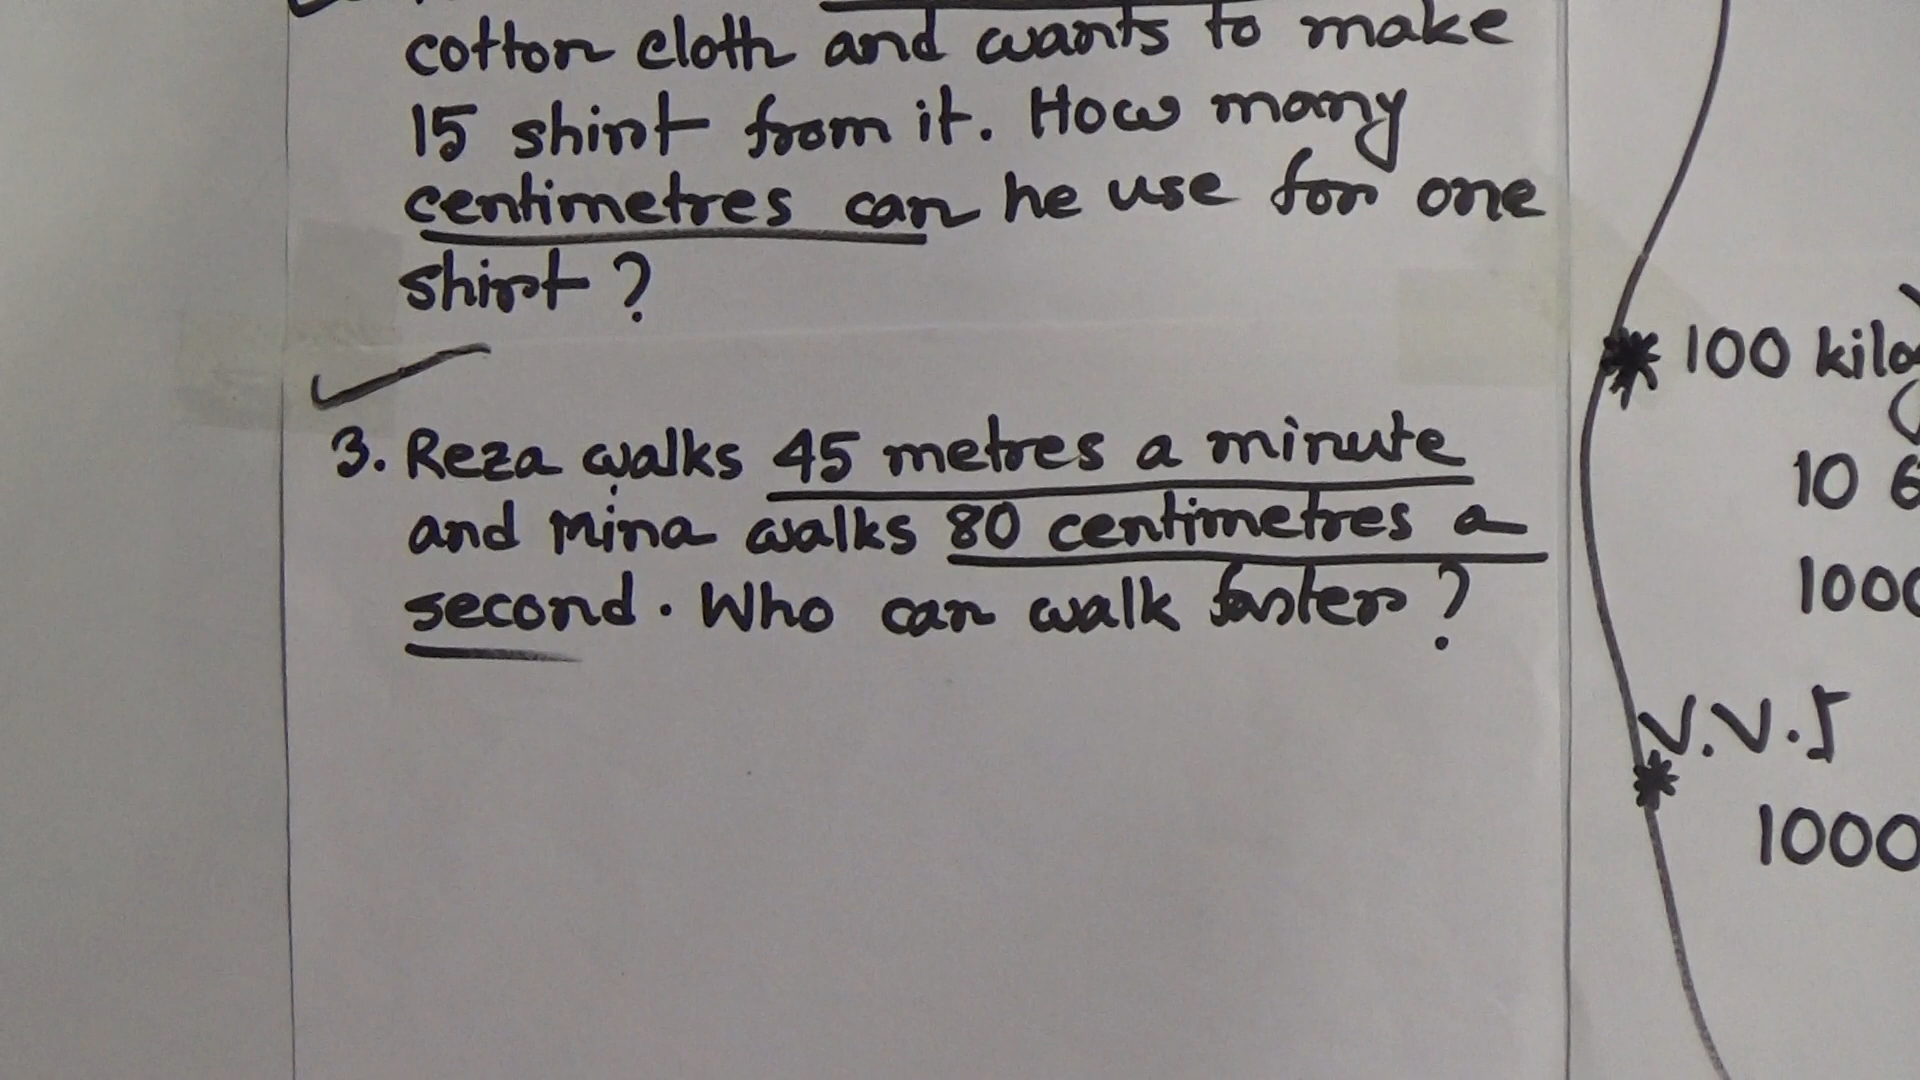 cotton cloth and wants to make
15 shirt from it. How many
centimetres can he use for one
shirt?
3. Reza walks 45 metres a minute
and Mina walks 80 centimetres a
second. Who can walk faster?
100 kilog
10 6
1000
V.V.I
1000